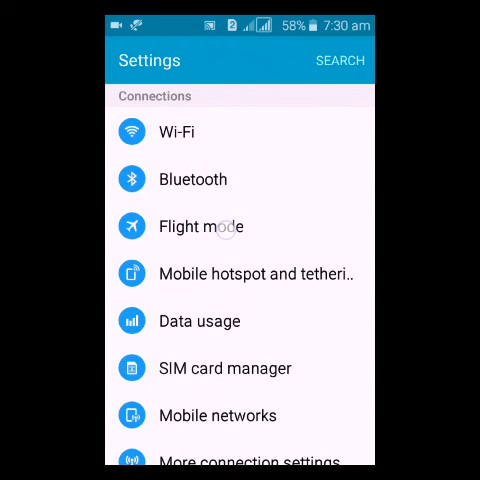 2 58% 7:30 am
Settings SEARCH
Connections
Wi-Fi
Bluetooth
Flight mode
Mobile hotspot and tetheri..
Data usage
SIM card manager
Mobile networks
More connection settings